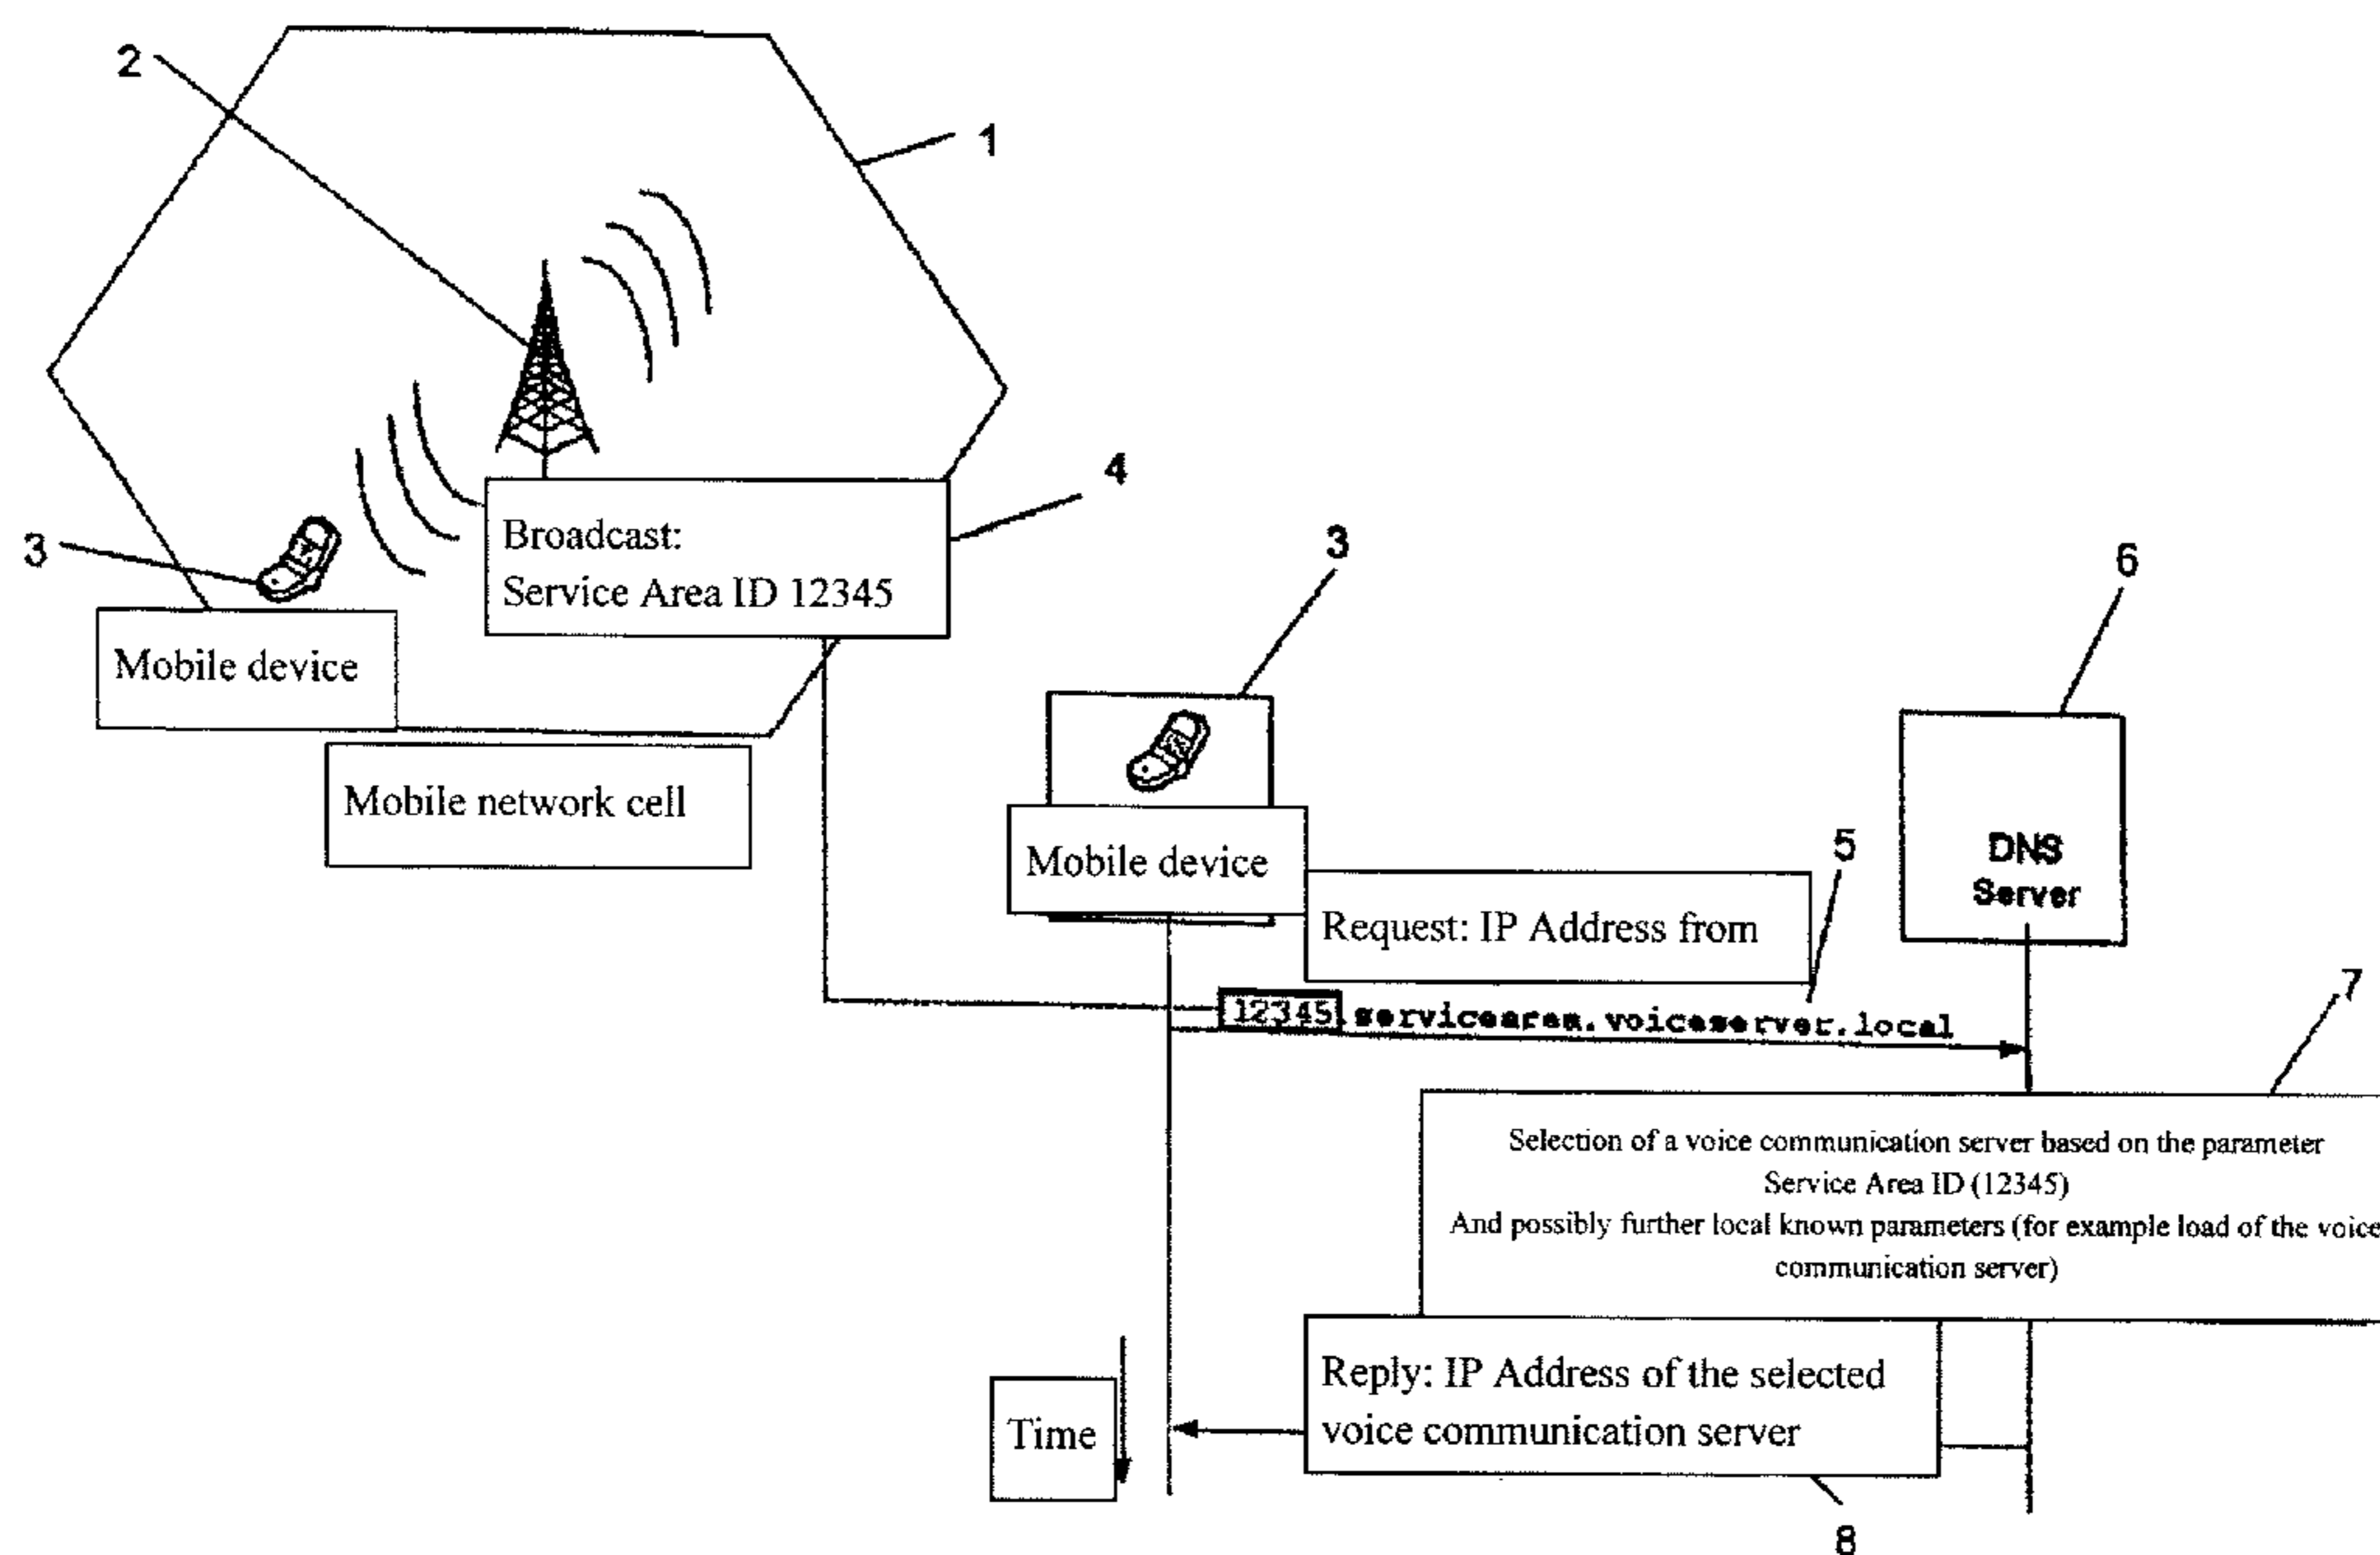 2
1
4
Broadcast:
Service Area ID 12345
3
Mobile device
Mobile network cell
3
6
Mobile device
5
DNS
Server
Request: IP Address from
12345.servicearea.voiceserver.local
7
Selection of a voice communication server based on the parameter
Service Area ID (12345)
And possibly further local known parameters (for example load of the voice
communication server)
Reply: IP Address of the selected
voice communication server
Time
8